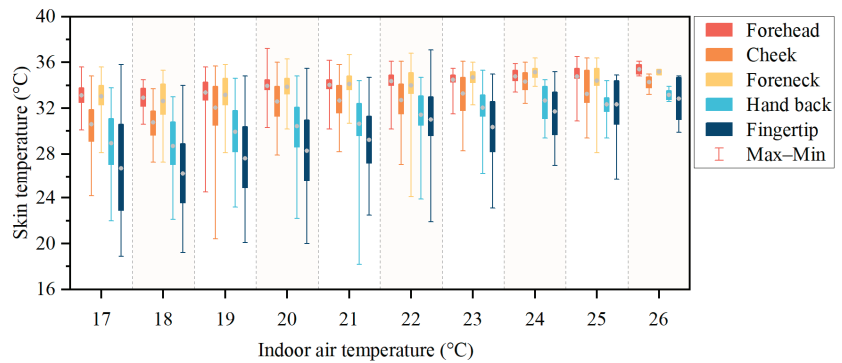 40
36
32
28
24
20
16
Skin temperature (°C)
17 18 19 20 21 22 23 24 25 26
Indoor air temperature (°C)
Forehead
Cheek
Foreneck
Hand back
Fingertip
Max–Min